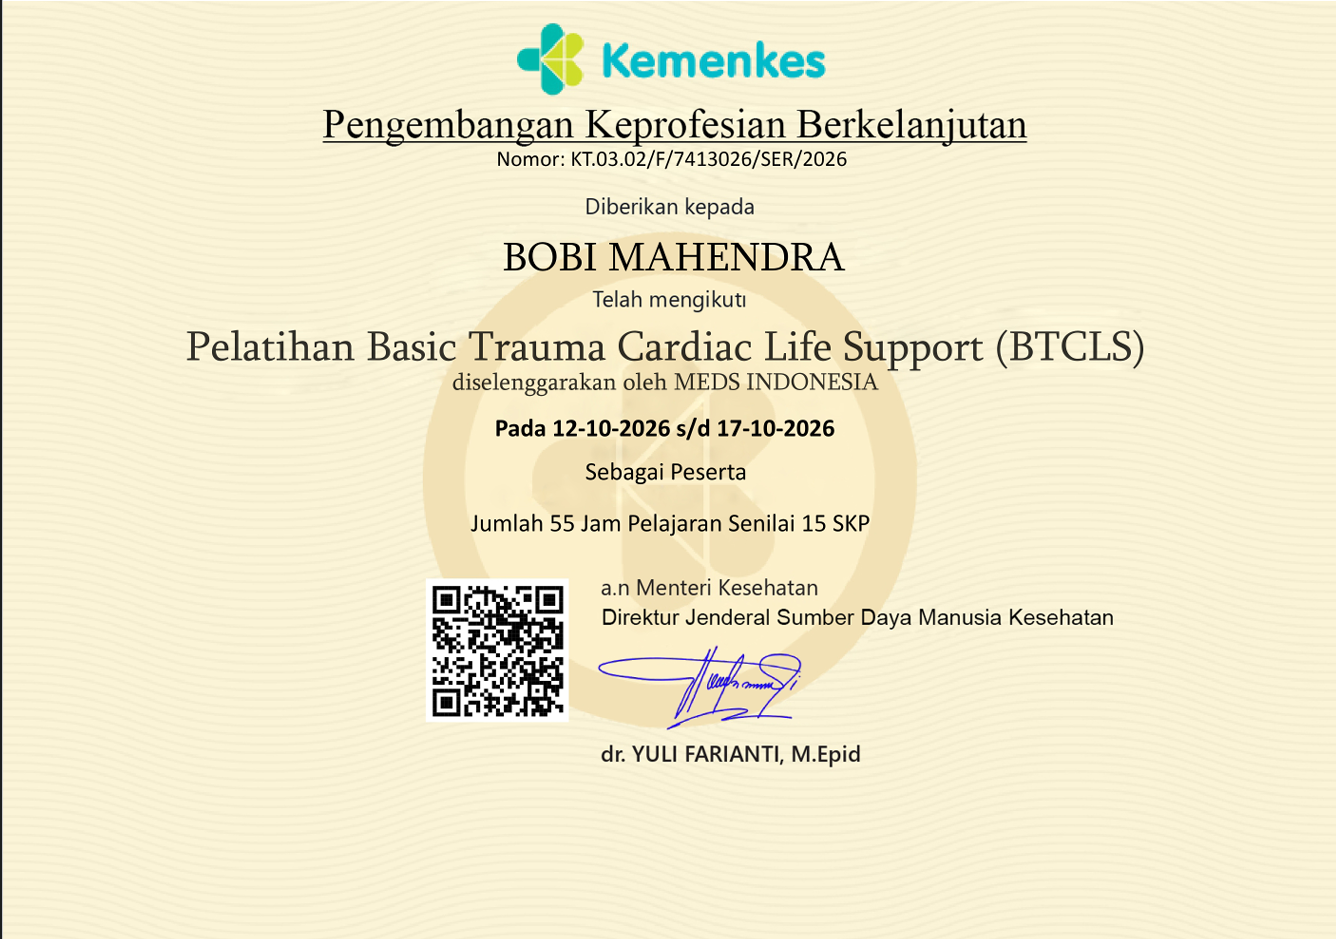 Kemenkes
Pengembangan Keprofesian Berkelanjutan
Nomor: KT.03.02/F/7413026/SER/2026
Diberikan kepada
BOBI MAHENDRA
Telah mengikuti
Pelatihan Basic Trauma Cardiac Life Support (BTCLS)
diselenggarakan oleh MEDS INDONESIA
Pada 12-10-2026 s/d 17-10-2026
Sebagai Peserta
Jumlah 55 Jam Pelajaran Senilai 15 SKP
a.n Menteri Kesehatan
Direktur Jenderal Sumber Daya Manusia Kesehatan
dr. YULI FARIANTI, M.Epid